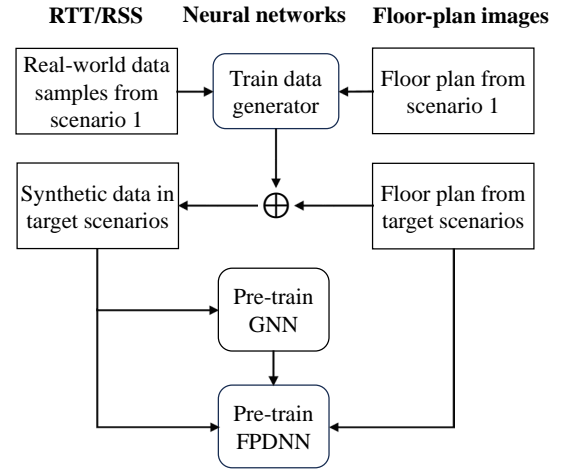 RTT/RSS
Neural networks
Floor-plan images
Real-world data
samples from
scenario 1
Train data
generator
Floor plan from
scenario 1
Synthetic data in
target scenarios
Floor plan from
target scenarios
Pre-train
GNN
Pre-train
FPDNN